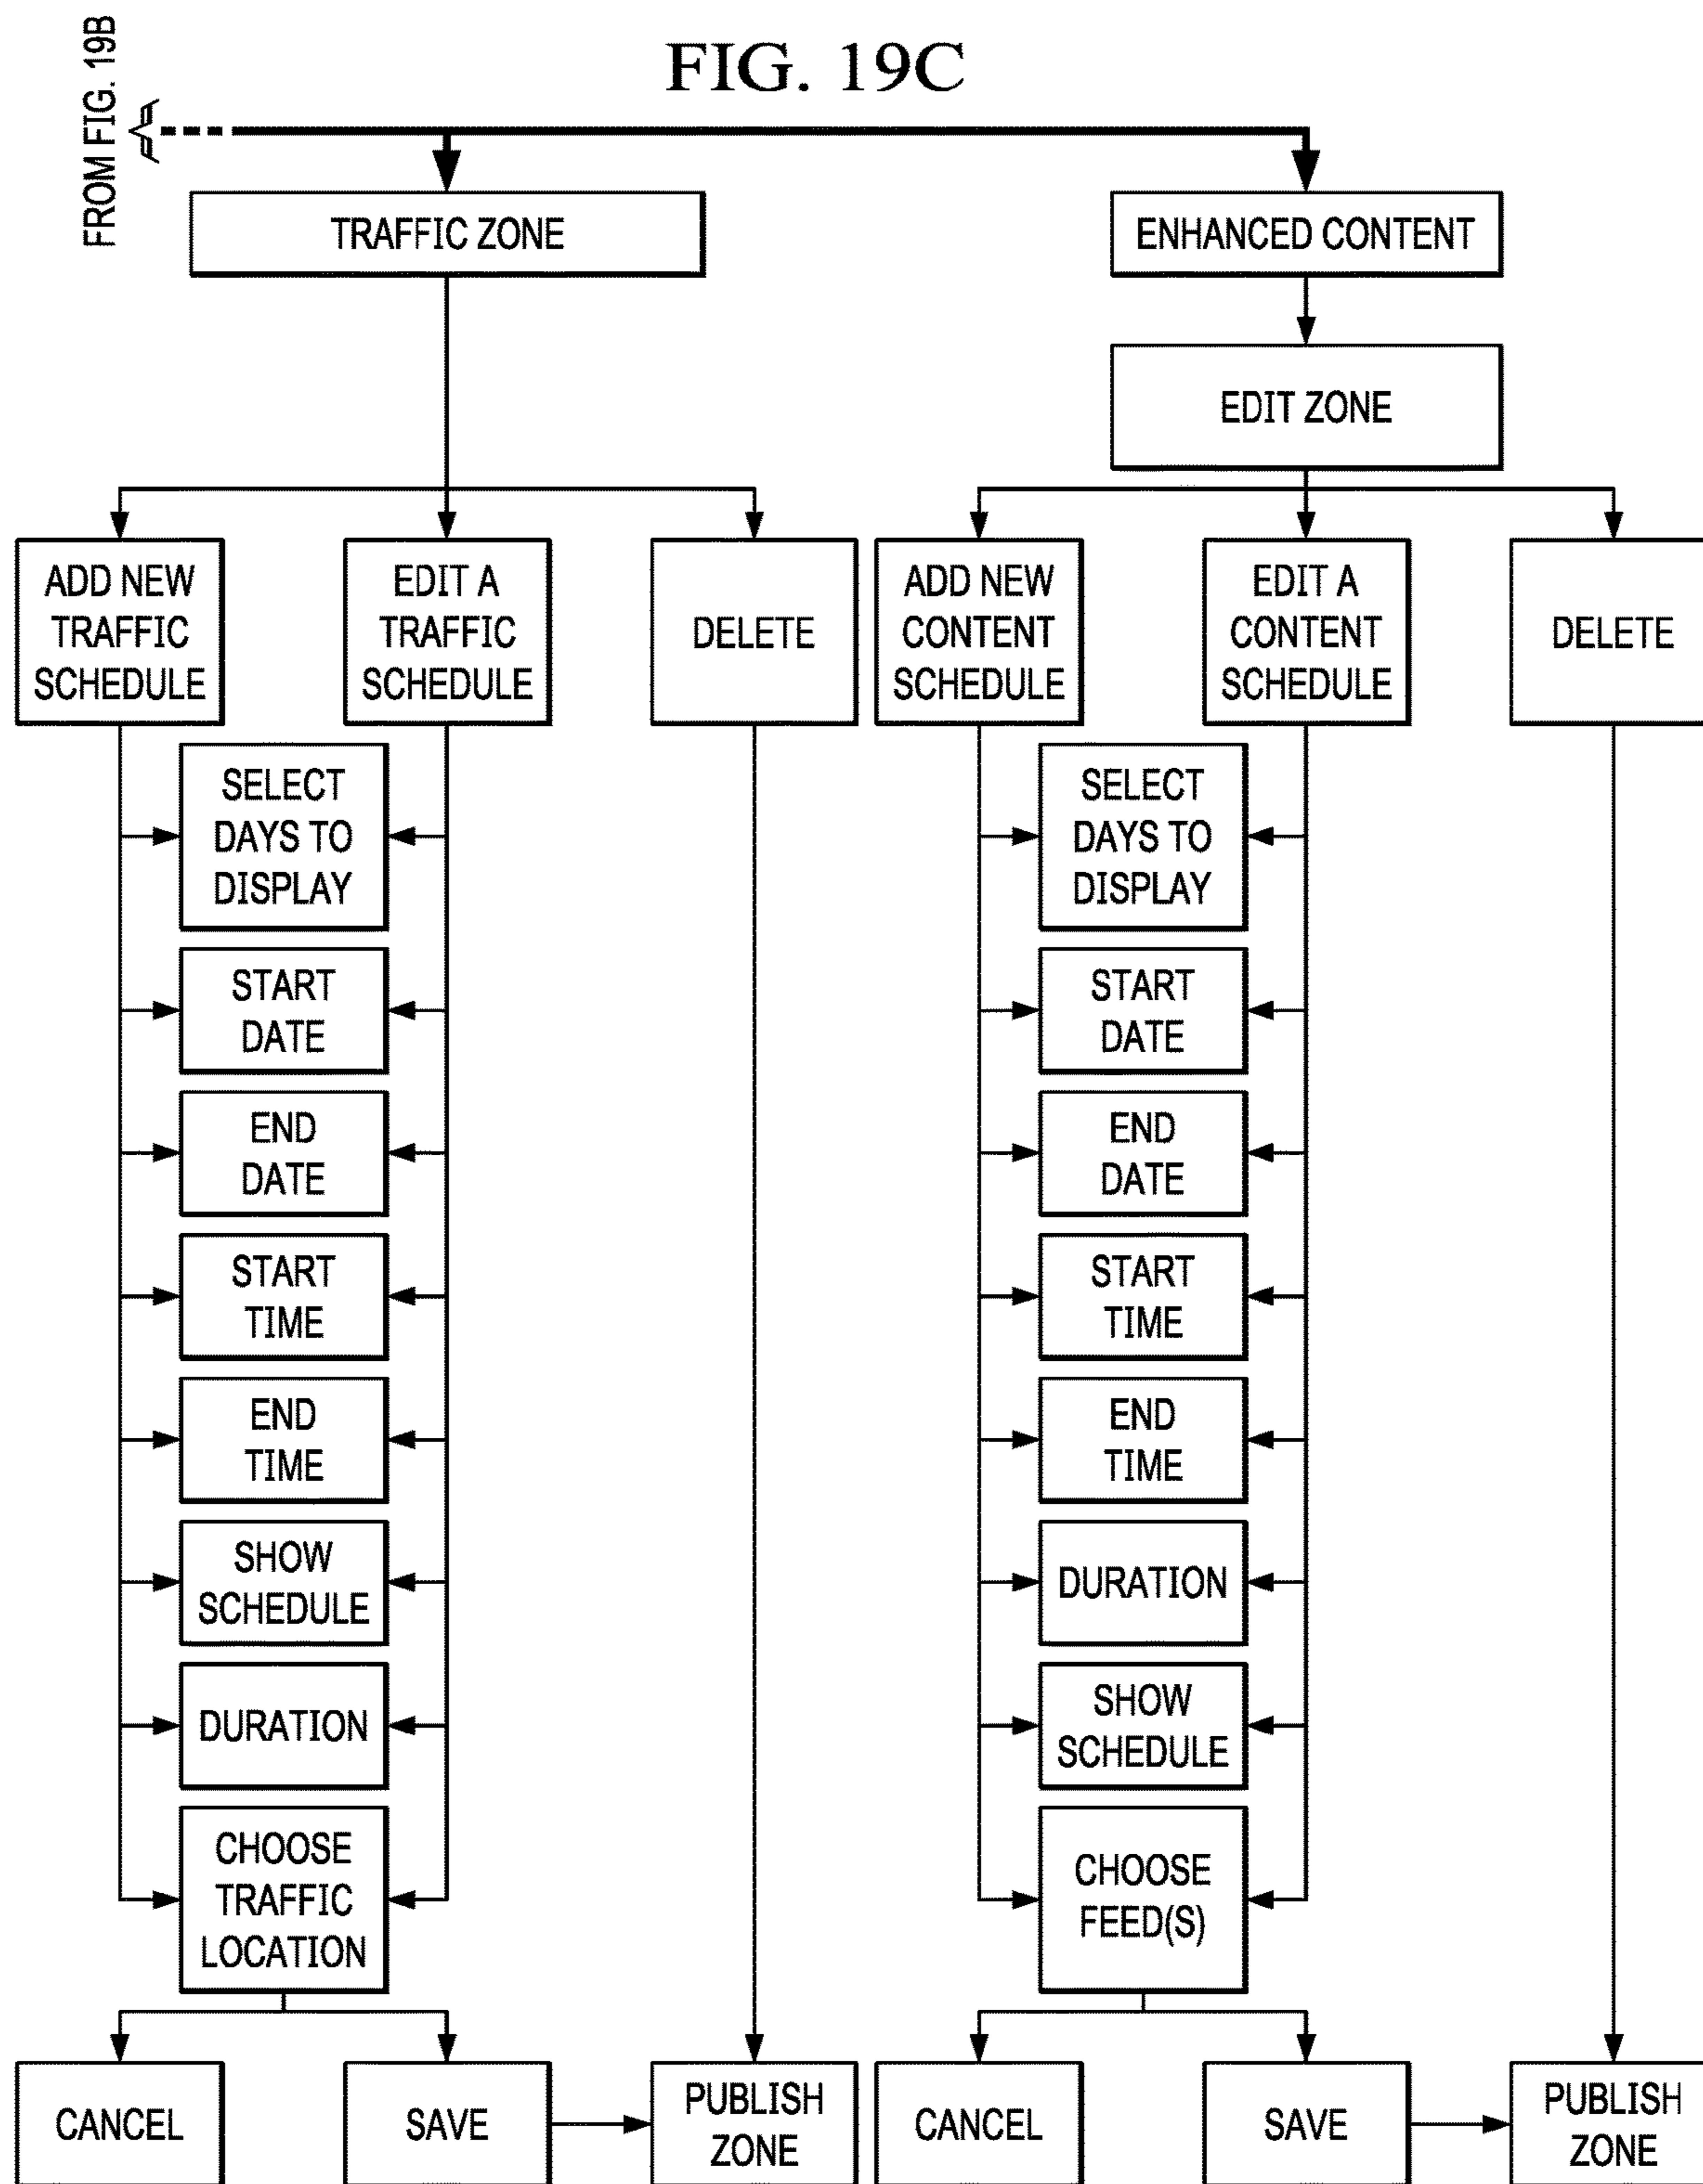 FIG. 19C
FROM FIG. 19B
TRAFFIC ZONE
ADD NEW
TRAFFIC
SCHEDULE
EDIT A
TRAFFIC
SCHEDULE
DELETE
SELECT
DAYS TO
DISPLAY
START
DATE
END
DATE
START
TIME
END
TIME
SHOW
SCHEDULE
DURATION
CHOOSE
TRAFFIC
LOCATION
CANCEL
SAVE
PUBLISH
ZONE
ENHANCED CONTENT
EDIT ZONE
ADD NEW
CONTENT
SCHEDULE
EDIT A
CONTENT
SCHEDULE
DELETE
SELECT
DAYS TO
DISPLAY
START
DATE
END
DATE
START
TIME
END
TIME
DURATION
SHOW
SCHEDULE
CHOOSE
FEED(S)
CANCEL
SAVE
PUBLISH
ZONE